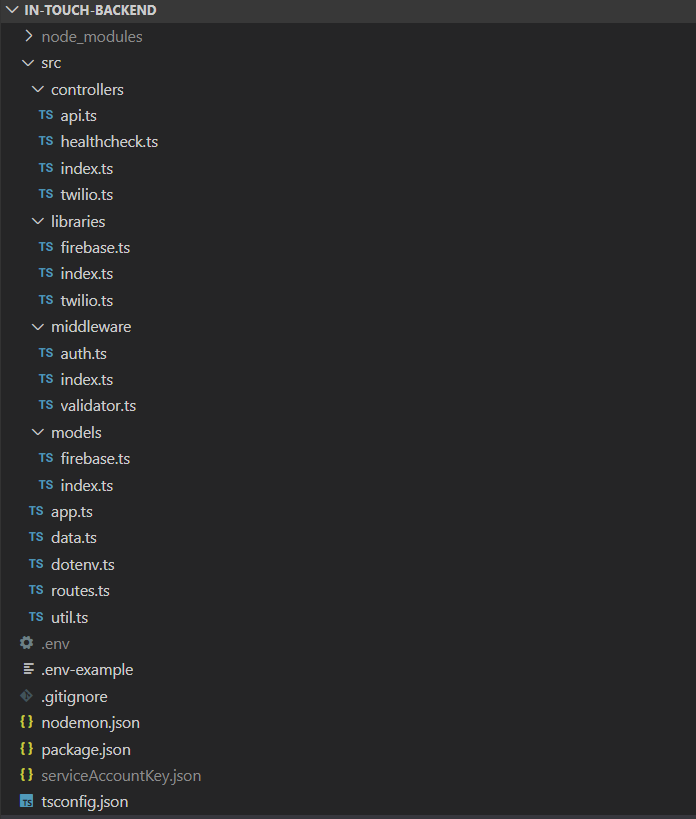 IN-TOUCH-BACKEND
node_modules
src
controllers
TS api.ts
TS healthcheck.ts
TS index.ts
TS twilio.ts
libraries
TS firebase.ts
TS index.ts
TS twilio.ts
middleware
TS auth.ts
TS index.ts
TS validator.ts
models
TS firebase.ts
TS index.ts
TS app.ts
TS data.ts
TS dotenv.ts
TS routes.ts
TS util.ts
.env
.env-example
.gitignore
{} nodemon.json
{} package.json
{} serviceAccountKey.json
TS tsconfig.json